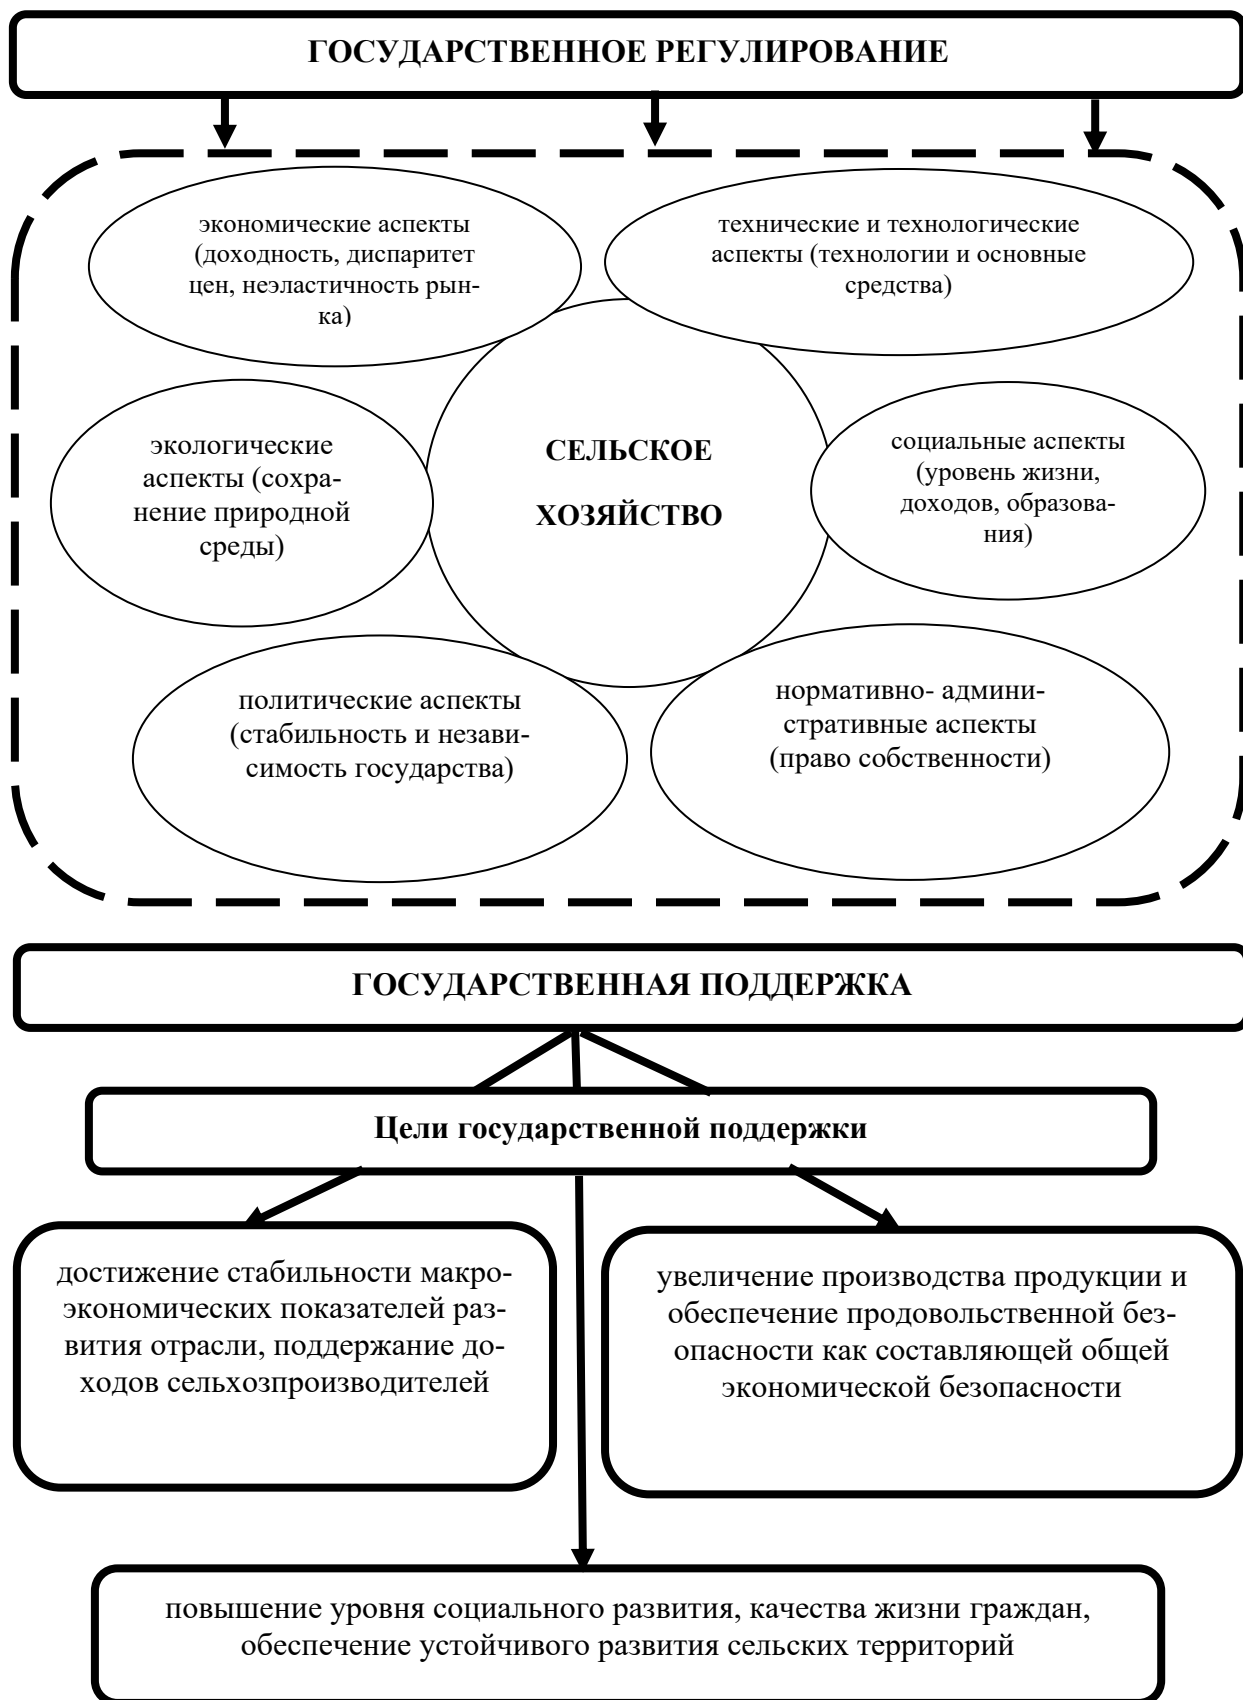 ГОСУДАРСТВЕННОЕ РЕГУЛИРОВАНИЕ
экономические аспекты
(доходность, диспаритет
цен, неэластичность рын-
ка)
технические и технологические
аспекты (технологии и основные
средства)
экологические
аспекты (сохра-
нение природной
среды)
СЕЛЬСКОЕ
ХОЗЯЙСТВО
социальные аспекты
(уровень жизни,
доходов, образова-
ния)
политические аспекты
(стабильность и незави-
симость государства)
нормативно- админи-
стративные аспекты
(право собственности)
ГОСУДАРСТВЕННАЯ ПОДДЕРЖКА
Цели государственной поддержки
достижение стабильности макро-
экономических показателей раз-
вития отрасли, поддержание до-
ходов сельхозпроизводителей
увеличение производства продукции и
обеспечение продовольственной без-
опасности как составляющей общей
экономической безопасности
повышение уровня социального развития, качества жизни граждан,
обеспечение устойчивого развития сельских территорий